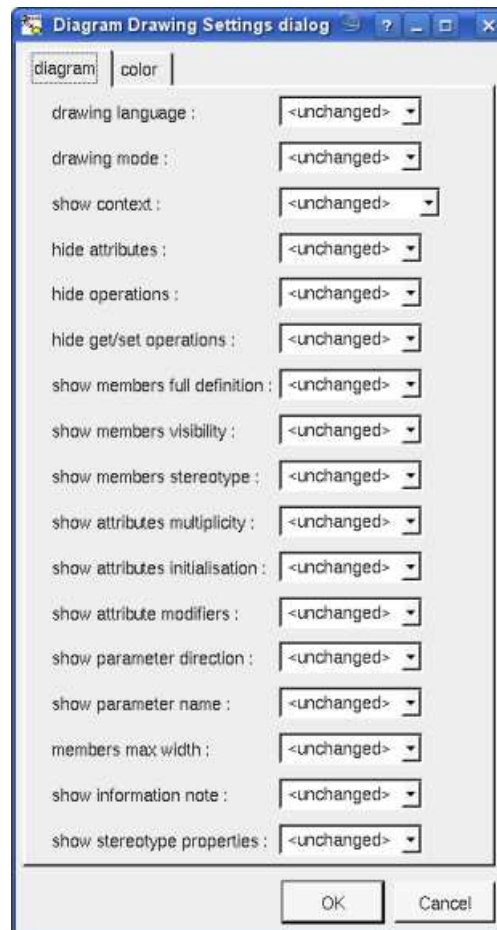 Diagram Drawing Settings dialog
diagram color
drawing language : <unchanged>
drawing mode : <unchanged>
show context : <unchanged>
hide attributes : <unchanged>
hide operations : <unchanged>
hide get/set operations : <unchanged>
show members full definition : <unchanged>
show members visibility : <unchanged>
show members stereotype : <unchanged>
show attributes multiplicity : <unchanged>
show attributes initialisation : <unchanged>
show attribute modifiers : <unchanged>
show parameter direction : <unchanged>
show parameter name : <unchanged>
members max width : <unchanged>
show information note : <unchanged>
show stereotype properties : <unchanged>
OK Cancel